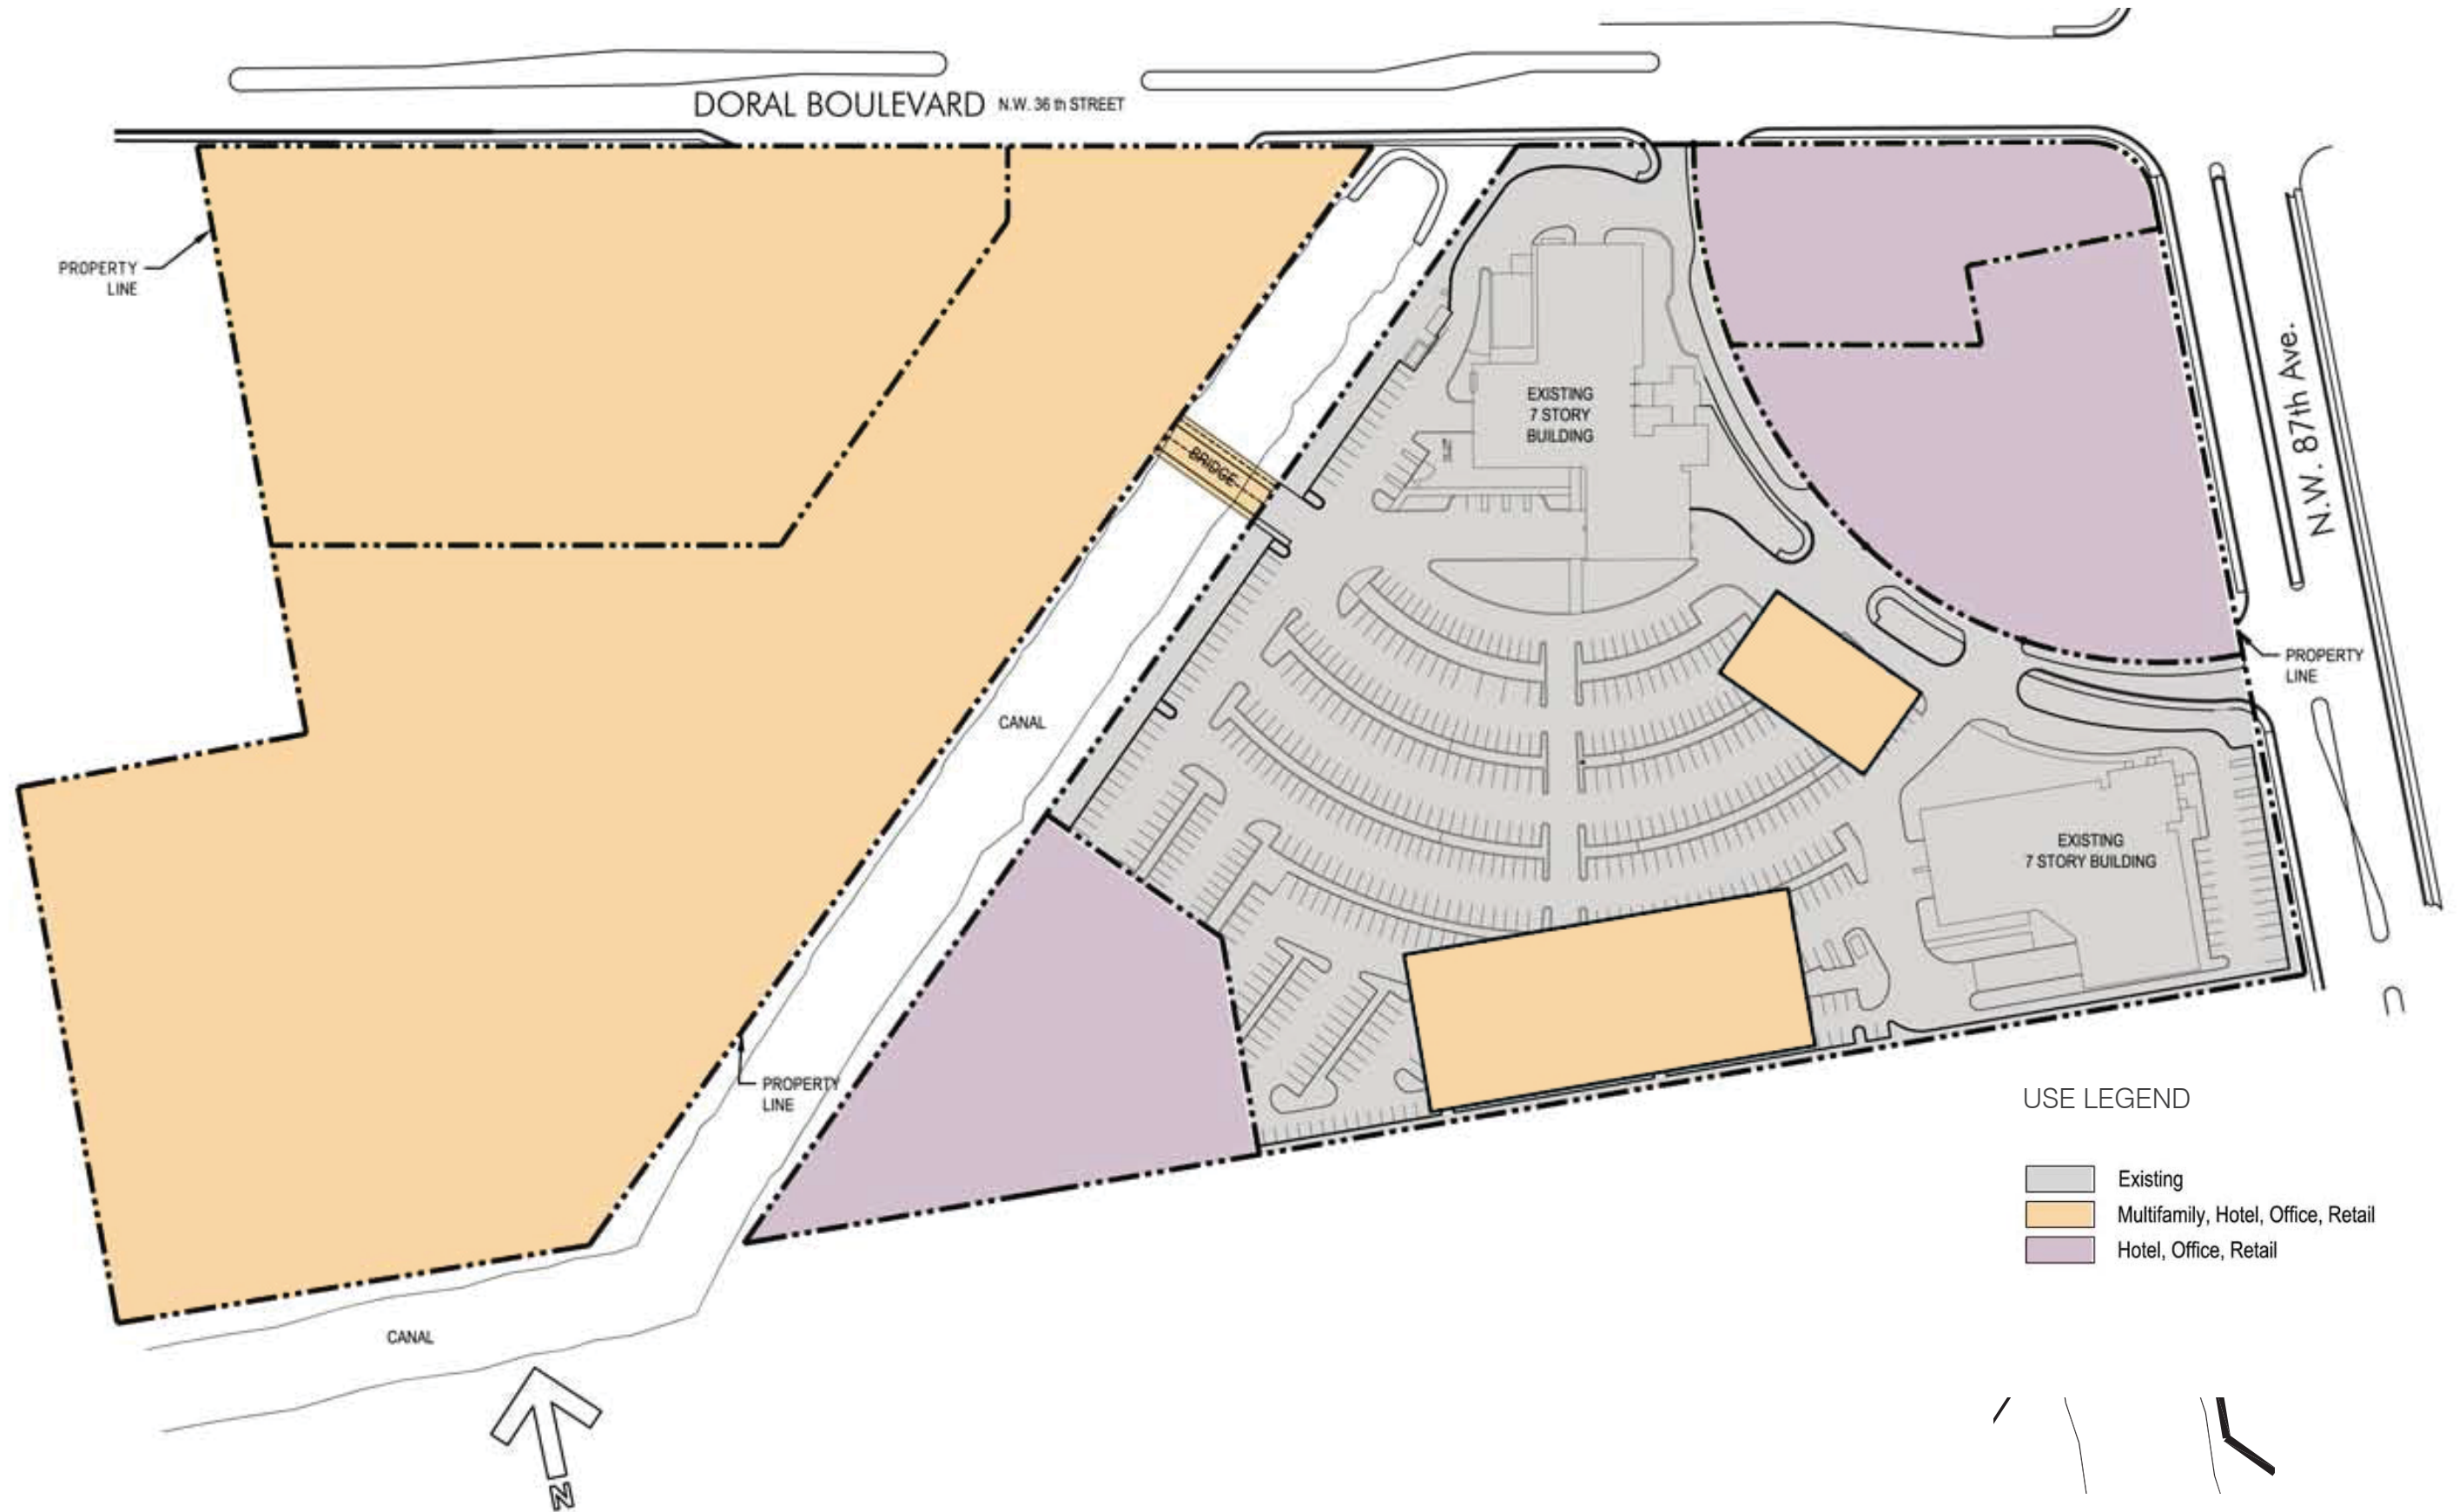 DORAL BOULEVARD N.W. 36 th STREET
PROPERTY
LINE
N.W. 87th Ave.
EXISTING
7 STORY
BUILDING
BRIDGE
PROPERTY
LINE
CANAL
EXISTING
7 STORY BUILDING
PROPERTY
LINE
USE LEGEND
Existing
Multifamily, Hotel, Office, Retail
Hotel, Office, Retail
CANAL
N